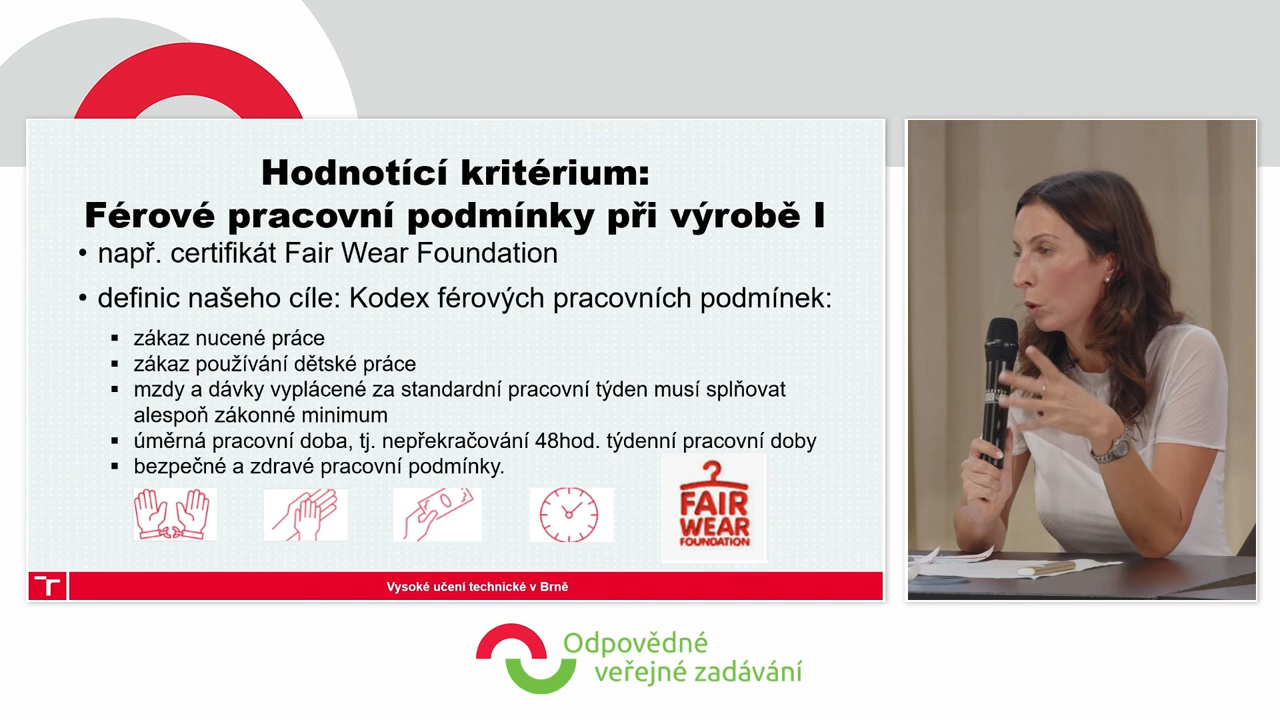 Hodnotící kritérium:
Férové pracovní podmínky při výrobě I
• např. certifikát Fair Wear Foundation
• definic našeho cíle: Kodex férových pracovních podmínek:
▪ zákaz nucené práce
▪ zákaz používání dětské práce
▪ mzdy a dávky vyplácené za standardní pracovní týden musí splňovat
alespoň zákonné minimum
▪ úměrná pracovní doba, tj. nepřekračování 48hod. týdenní pracovní doby
▪ bezpečné a zdravé pracovní podmínky.
FAIR
WEAR
FOUNDATION
Vysoké učení technické v Brně
Odpovědné
veřejné zadávání